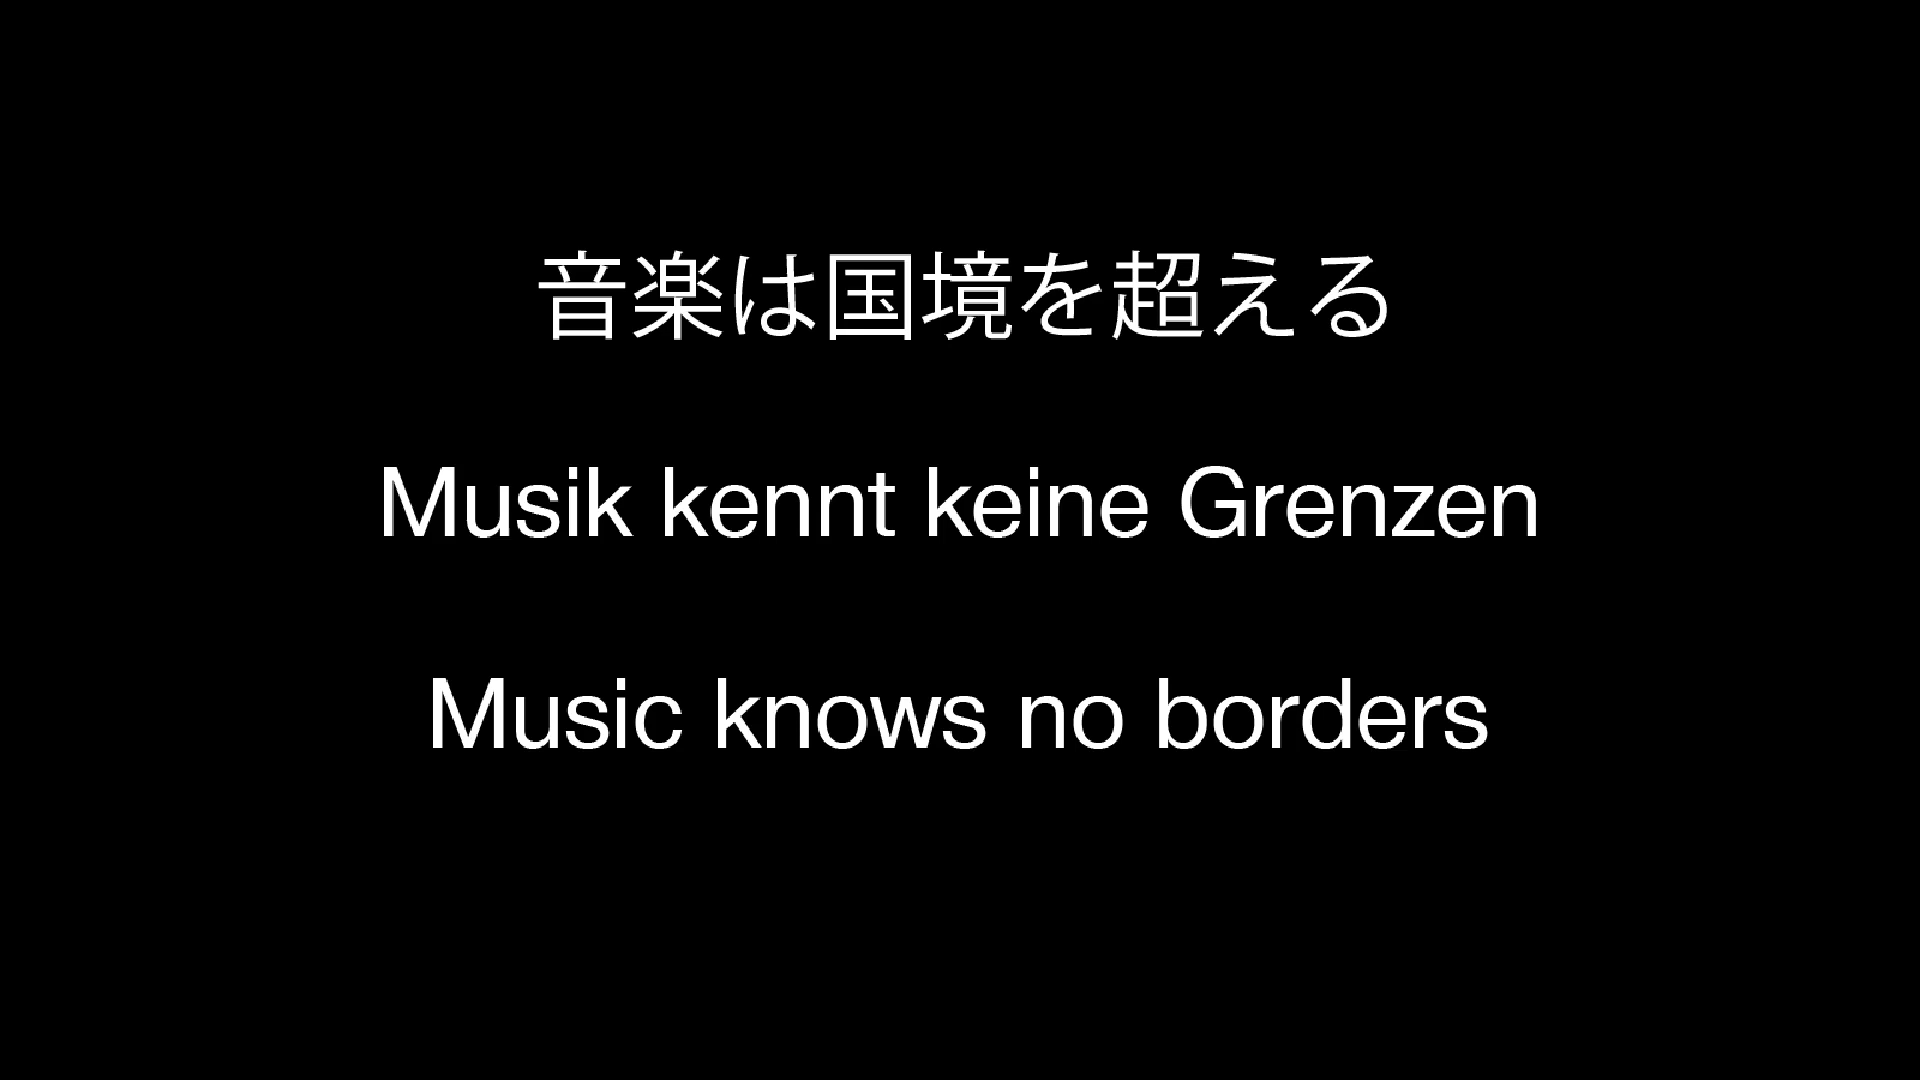 音楽は国境を超える
Musik kennt keine Grenzen
Music knows no borders